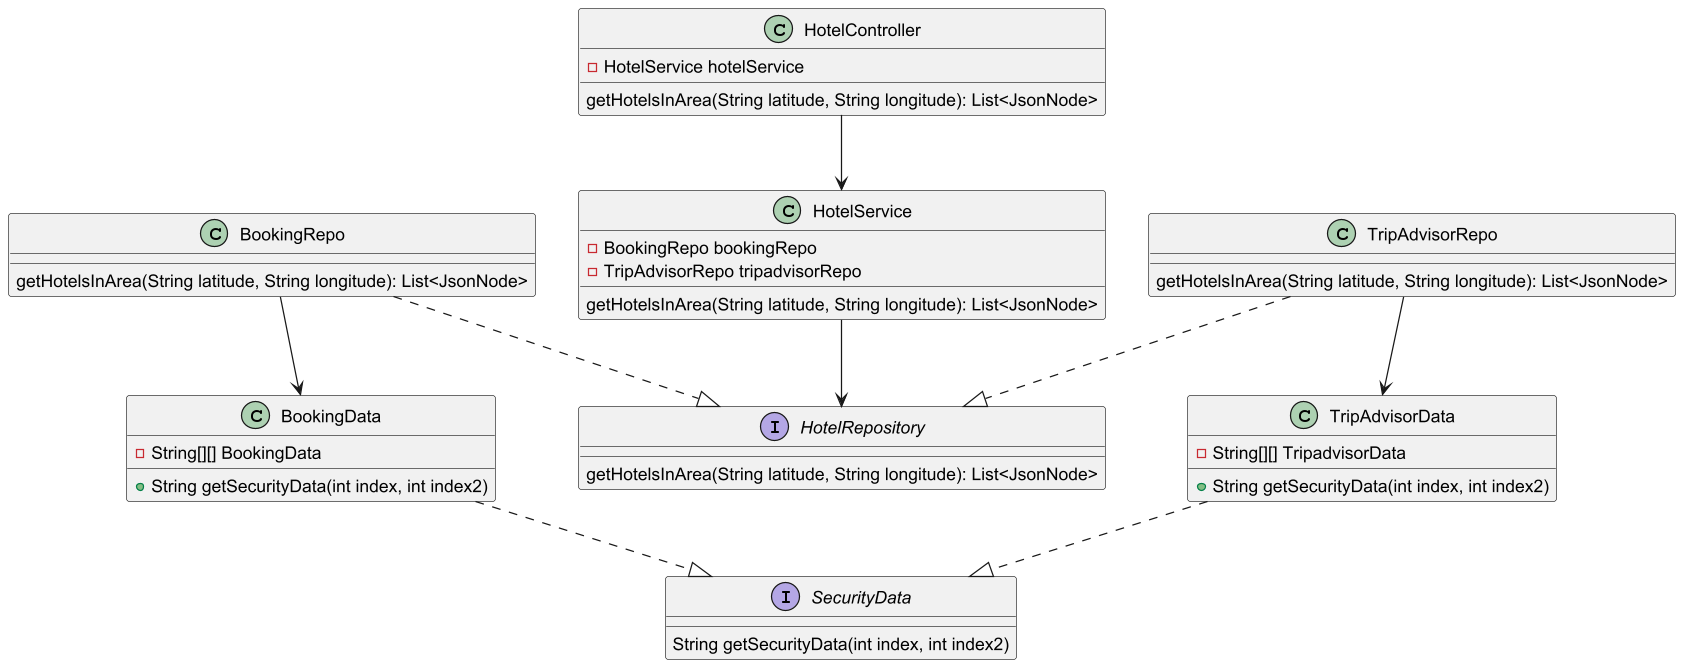 C HotelController
HotelService hotelService
getHotelsInArea(String latitude, String longitude): List<JsonNode>
C BookingRepo
getHotelsInArea(String latitude, String longitude): List<JsonNode>
C HotelService
BookingRepo bookingRepo
TripAdvisorRepo tripadvisorRepo
getHotelsInArea(String latitude, String longitude): List<JsonNode>
C TripAdvisorRepo
getHotelsInArea(String latitude, String longitude): List<JsonNode>
C BookingData
String[][] BookingData
String getSecurityData(int index, int index2)
I HotelRepository
getHotelsInArea(String latitude, String longitude): List<JsonNode>
C TripAdvisorData
String[][] TripadvisorData
String getSecurityData(int index, int index2)
I SecurityData
String getSecurityData(int index, int index2)